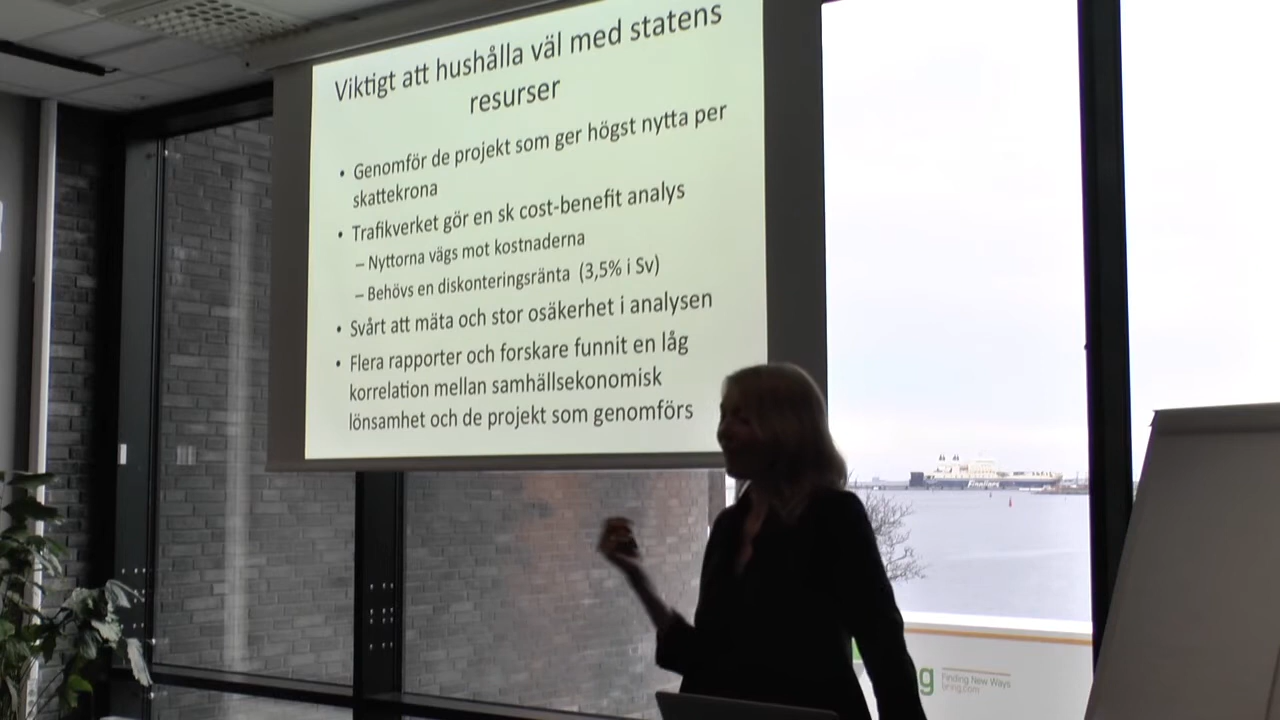 Viktigt att hushålla väl med statens
resurser
• Genomför de projekt som ger högst nytta per
skattekrona
• Trafikverket gör en sk cost-benefit analys
– Nyttorna vägs mot kostnaderna
– Behövs en diskonteringsränta (3,5% i Sv)
• Svårt att mäta och stor osäkerhet i analysen
• Flera rapporter och forskare funnit en låg
korrelation mellan samhällsekonomisk
lönsamhet och de projekt som genomförs
Finnlines
g
Finding New Ways
bring.com